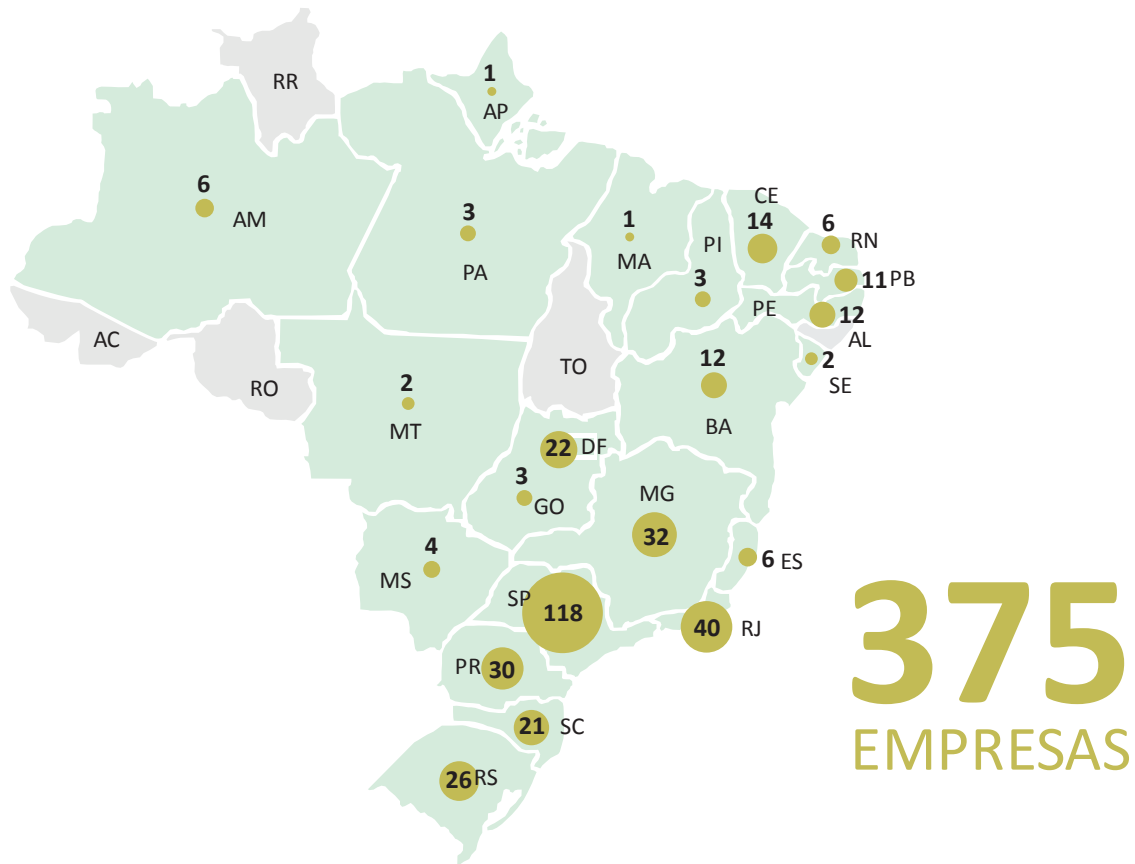 RR
1
AP
6
AM
3
PA
1
MA
PI
3
CE
14
6
RN
11 PB
PE
12
AL
2
SE
AC
RO
TO
2
MT
12
BA
22 DF
3
GO
MG
32
4
MS
6 ES
SP
118
40 RJ
PR 30
21 SC
26 RS
375
EMPRESAS